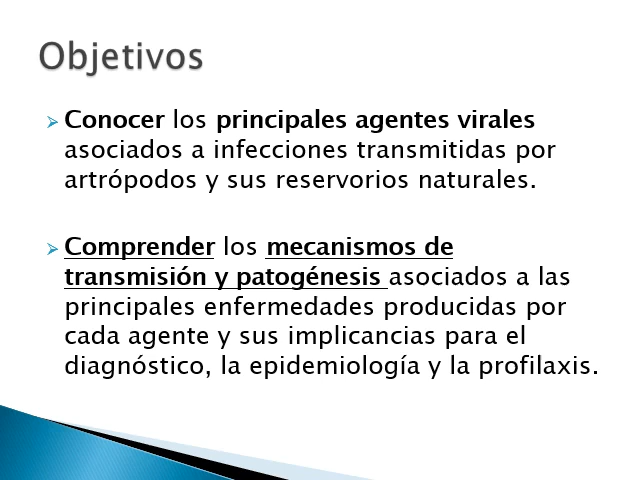 Objetivos
Conocer los principales agentes virales
asociados a infecciones transmitidas por
artrópodos y sus reservorios naturales.
Comprender los mecanismos de
transmisión y patogénesis asociados a las
principales enfermedades producidas por
cada agente y sus implicancias para el
diagnóstico, la epidemiología y la profilaxis.